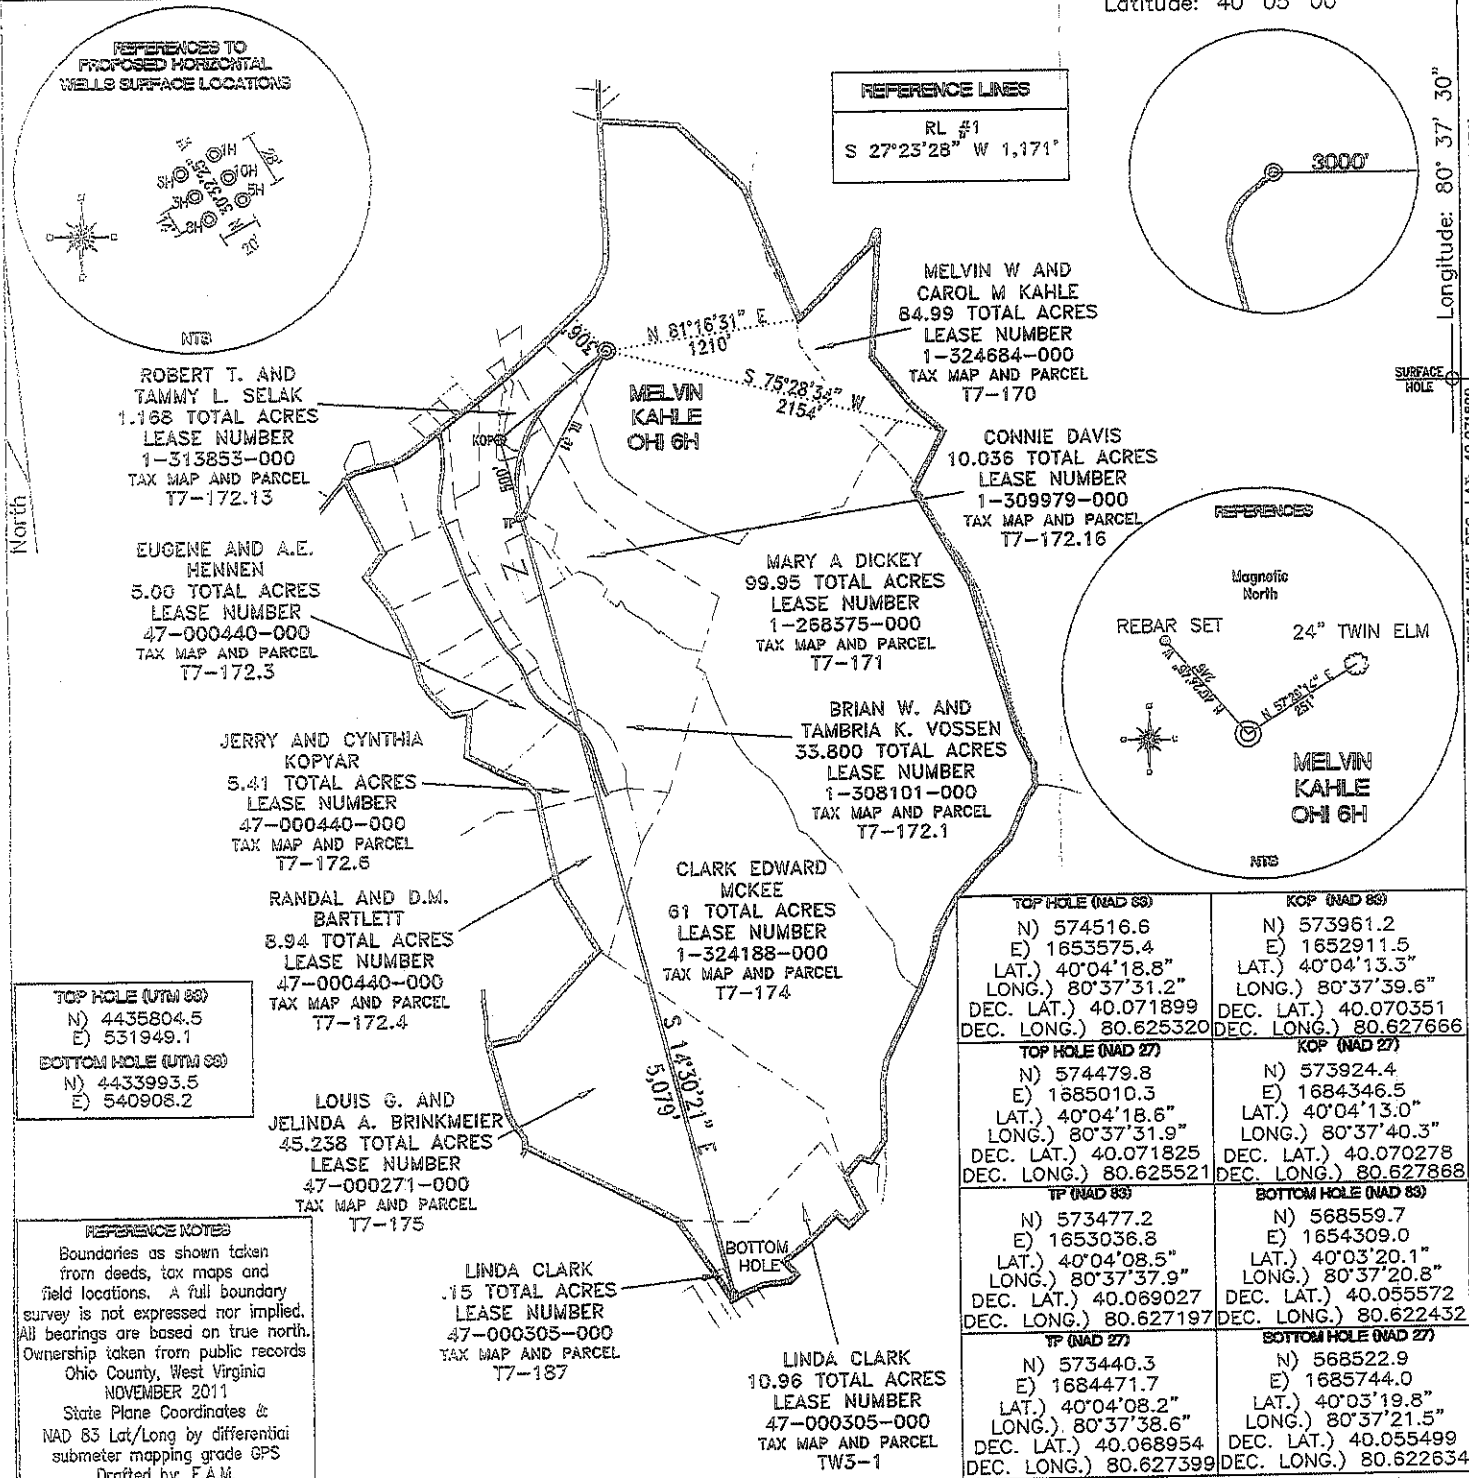 Latitude: 40° 05' 00"
REFERENCES TO
PROPOSED HORIZONTAL
WELLS SURFACE LOCATIONS
1H
10H
5H
3H
8H
28'
20'
NTS
REFERENCE LINES
RL #1
S 27°23'28" W 1,171'
3000'
Longitude: 80° 37' 30"
SURFACE
HOLE
North
N 81°16'31" E
1210'
S 75°28'34" W
2154'
906'
MELVIN
KAHLE
OHI 6H
KOP
500'
RL #1
TP
MELVIN W AND
CAROL M KAHLE
84.99 TOTAL ACRES
LEASE NUMBER
1-324684-000
TAX MAP AND PARCEL
T7-170
ROBERT T. AND
TAMMY L. SELAK
1.168 TOTAL ACRES
LEASE NUMBER
1-313853-000
TAX MAP AND PARCEL
T7-172.13
CONNIE DAVIS
10.036 TOTAL ACRES
LEASE NUMBER
1-309979-000
TAX MAP AND PARCEL
T7-172.16
EUGENE AND A.E.
HENNEN
5.00 TOTAL ACRES
LEASE NUMBER
47-000440-000
TAX MAP AND PARCEL
T7-172.3
MARY A DICKEY
99.95 TOTAL ACRES
LEASE NUMBER
1-268375-000
TAX MAP AND PARCEL
T7-171
REFERENCES
Magnetic
North
REBAR SET
24" TWIN ELM
246'
251'
MELVIN
KAHLE
OHI 6H
NTS
BRIAN W. AND
TAMBRIA K. VOSSEN
33.800 TOTAL ACRES
LEASE NUMBER
1-308101-000
TAX MAP AND PARCEL
T7-172.1
JERRY AND CYNTHIA
KOPYAR
5.41 TOTAL ACRES
LEASE NUMBER
47-000440-000
TAX MAP AND PARCEL
T7-172.6
CLARK EDWARD
MCKEE
61 TOTAL ACRES
LEASE NUMBER
1-324188-000
TAX MAP AND PARCEL
T7-174
RANDAL AND D.M.
BARTLETT
8.94 TOTAL ACRES
LEASE NUMBER
47-000440-000
TAX MAP AND PARCEL
T7-172.4
S 14°30'21" E
5,079'
TOP HOLE (UTM 83)
N) 4435804.5
E) 531949.1
BOTTOM HOLE (UTM 83)
N) 4433993.5
E) 540908.2
LOUIS G. AND
JELINDA A. BRINKMEIER
45.238 TOTAL ACRES
LEASE NUMBER
47-000271-000
TAX MAP AND PARCEL
T7-175
BOTTOM
HOLE
LINDA CLARK
.15 TOTAL ACRES
LEASE NUMBER
47-000305-000
TAX MAP AND PARCEL
T7-187
LINDA CLARK
10.96 TOTAL ACRES
LEASE NUMBER
47-000305-000
TAX MAP AND PARCEL
TW3-1
REFERENCE NOTES
Boundaries as shown taken
from deeds, tax maps and
field locations. A full boundary
survey is not expressed nor implied.
All bearings are based on true north.
Ownership taken from public records
Ohio County, West Virginia
NOVEMBER 2011
State Plane Coordinates &
NAD 83 Lat/Long by differential
submeter mapping grade GPS
Drafted by: F.A.M.
TOP HOLE (NAD 83)
N) 574516.6
E) 1653575.4
LAT.) 40°04'18.8"
LONG.) 80°37'31.2"
DEC. LAT.) 40.071899
DEC. LONG.) 80.625320
KOP (NAD 83)
N) 573961.2
E) 1652911.5
LAT.) 40°04'13.3"
LONG.) 80°37'39.6"
DEC. LAT.) 40.070351
DEC. LONG.) 80.627666
TOP HOLE (NAD 27)
N) 574479.8
E) 1685010.3
LAT.) 40°04'18.6"
LONG.) 80°37'31.9"
DEC. LAT.) 40.071825
DEC. LONG.) 80.625521
KOP (NAD 27)
N) 573924.4
E) 1684346.5
LAT.) 40°04'13.0"
LONG.) 80°37'40.3"
DEC. LAT.) 40.070278
DEC. LONG.) 80.627868
TP (NAD 83)
N) 573477.2
E) 1653036.8
LAT.) 40°04'08.5"
LONG.) 80°37'37.9"
DEC. LAT.) 40.069027
DEC. LONG.) 80.627197
BOTTOM HOLE (NAD 83)
N) 568559.7
E) 1654309.0
LAT.) 40°03'20.1"
LONG.) 80°37'20.8"
DEC. LAT.) 40.055572
DEC. LONG.) 80.622432
TP (NAD 27)
N) 573440.3
E) 1684471.7
LAT.) 40°04'08.2"
LONG.) 80°37'38.6"
DEC. LAT.) 40.068954
DEC. LONG.) 80.627399
BOTTOM HOLE (NAD 27)
N) 568522.9
E) 1685744.0
LAT.) 40°03'19.8"
LONG.) 80°37'21.5"
DEC. LAT.) 40.055499
DEC. LONG.) 80.622634